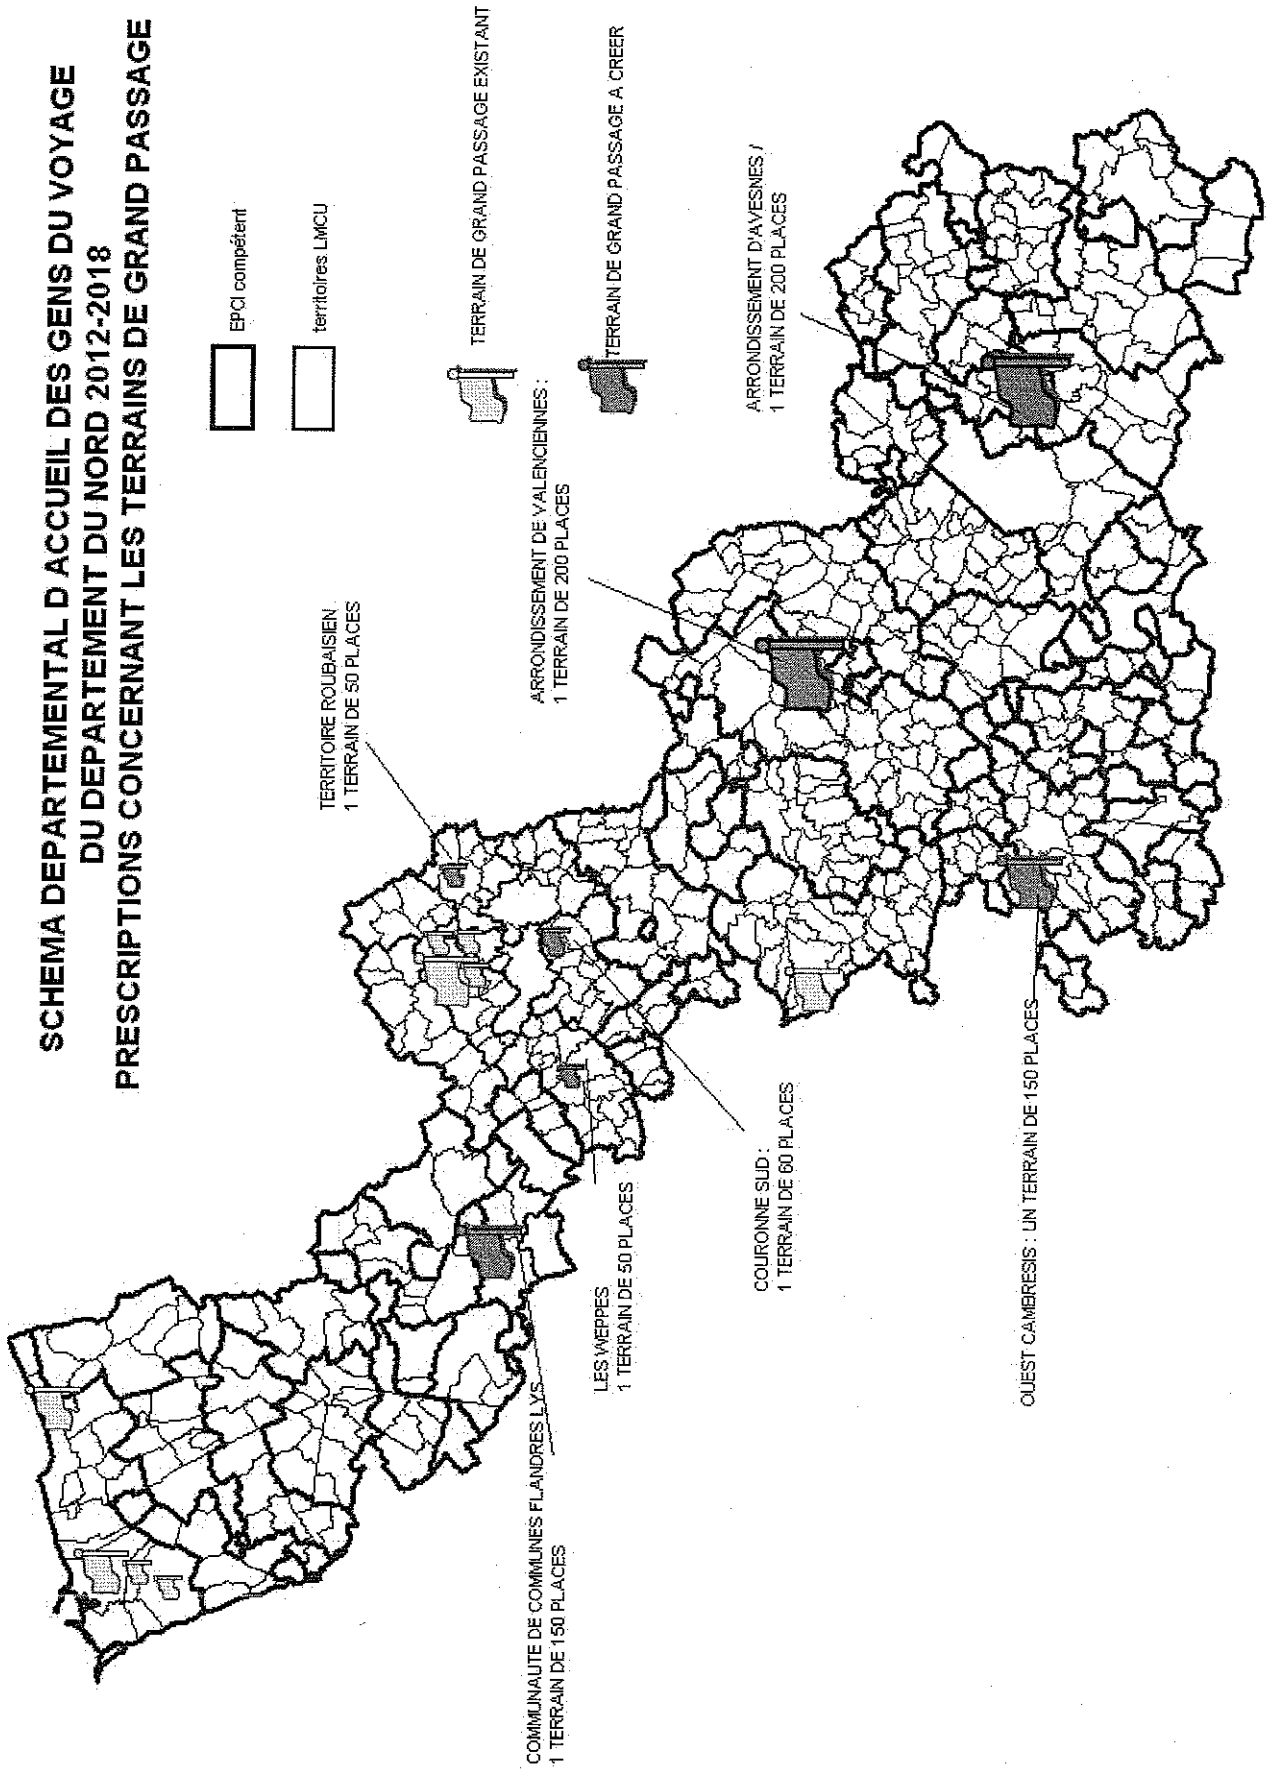 SCHEMA DEPARTEMENTAL D ACCUEIL DES GENS DU VOYAGE
DU DEPARTEMENT DU NORD 2012-2018
PRESCRIPTIONS CONCERNANT LES TERRAINS DE GRAND PASSAGE
EPCI compétent
territoires LMCU
TERRAIN DE GRAND PASSAGE EXISTANT
TERRAIN DE GRAND PASSAGE A CREER
TERRITOIRE ROUBAISIEN
1 TERRAIN DE 50 PLACES
ARRONDISSEMENT DE VALENCIENNES :
1 TERRAIN DE 200 PLACES
ARRONDISSEMENT D'AVESNES /
1 TERRAIN DE 200 PLACES
COMMUNAUTE DE COMMUNES FLANDRES LYS
1 TERRAIN DE 150 PLACES
LES WEPPES
1 TERRAIN DE 50 PLACES
COURONNE SUD :
1 TERRAIN DE 60 PLACES
OUEST CAMBRESIS : UN TERRAIN DE 150 PLACES